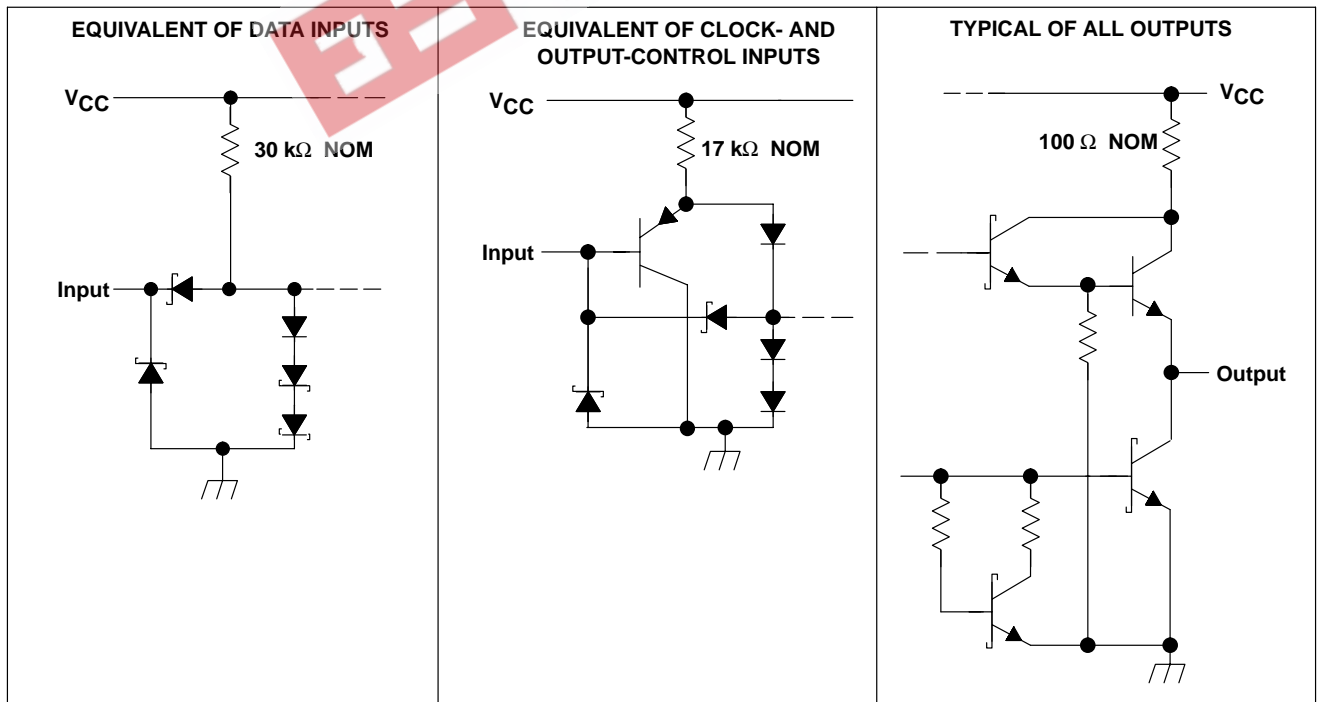 EQUIVALENT OF DATA INPUTS
VCC
30 kΩ NOM
Input
EQUIVALENT OF CLOCK- AND
OUTPUT-CONTROL INPUTS
VCC
17 kΩ NOM
Input
TYPICAL OF ALL OUTPUTS
VCC
100 Ω NOM
Output